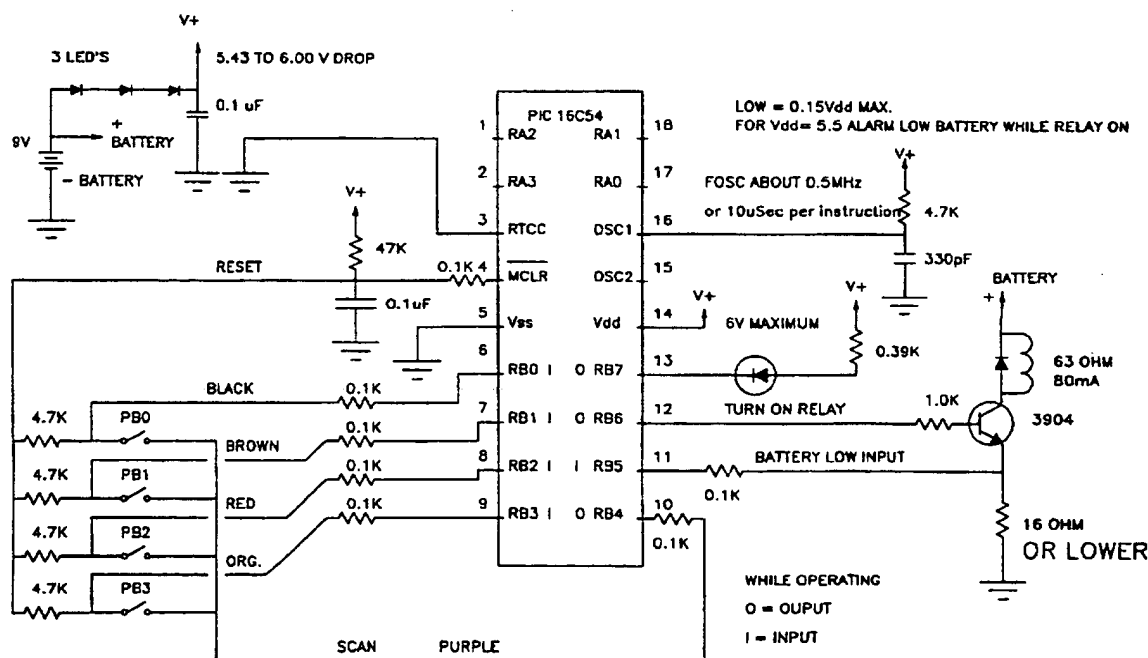 V+
3 LED'S
5.43 TO 6.00 V DROP
0.1 uF
+
BATTERY
9V
- BATTERY
PIC 16C54
1
RA2
RA1
18
2
RA3
RA0
17
3
RTCC
OSC1
16
4
MCLR
OSC2
15
5
Vss
Vdd
14
6
RB0 I
O RB7
13
7
RB1 I
O RB6
12
8
RB2 I
I RB5
11
9
RB3 I
O RB4
10
LOW = 0.15Vdd MAX.
FOR Vdd= 5.5 ALARM LOW BATTERY WHILE RELAY ON
V+
FOSC ABOUT 0.5MHz
or 10uSec per instruction
4.7K
330pF
V+
47K
RESET
0.1K
0.1uF
V+
6V MAXIMUM
V+
0.39K
BATTERY
+
63 OHM
80mA
TURN ON RELAY
1.0K
3904
BATTERY LOW INPUT
0.1K
0.1K
16 OHM
OR LOWER
BLACK
0.1K
4.7K
PB0
BROWN
0.1K
4.7K
PB1
RED
0.1K
4.7K
PB2
ORG.
0.1K
4.7K
PB3
WHILE OPERATING
O = OUPUT
I = INPUT
SCAN PURPLE